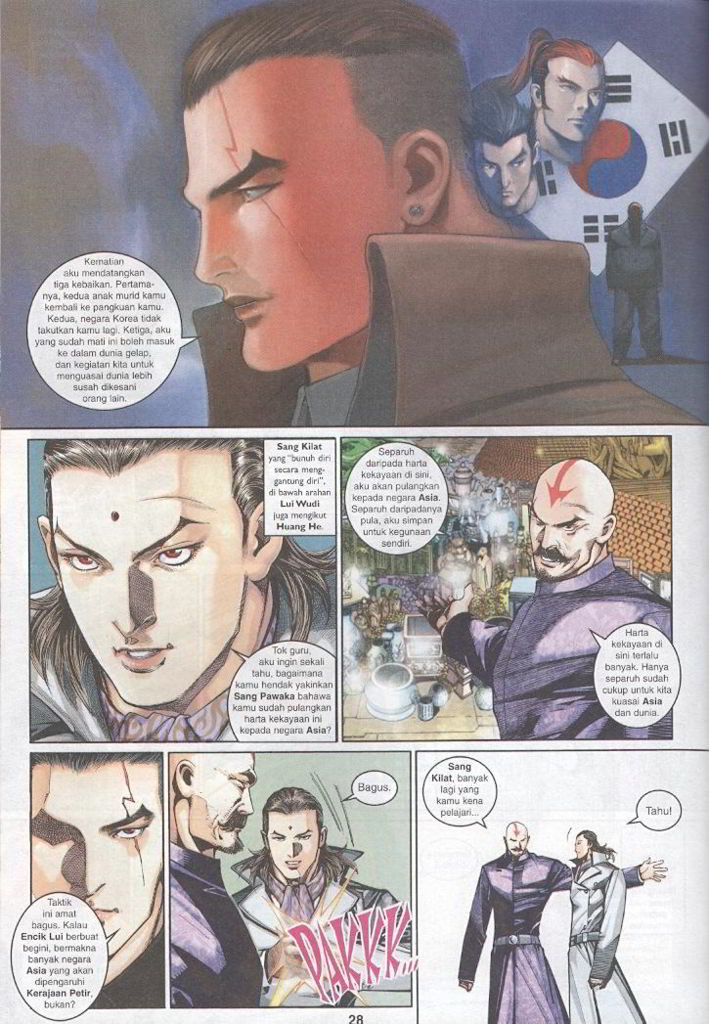 Kematian
aku mendatangkan
tiga kebaikan. Pertama-
nya, kedua anak murid kamu
kembali ke pangkuan kamu.
Kedua, negara Korea tidak
takutkan kamu lagi. Ketiga, aku
yang sudah mati ini boleh masuk
ke dalam dunia gelap,
dan kegiatan kita untuk
menguasai dunia lebih
susah dikesani
orang lain.
Sang Kilat
yang "bunuh diri
secara meng-
gantung diri",
di bawah arahan
Lui Wudi
juga mengikut
Huang He.
Tok guru,
aku ingin sekali
tahu, bagaimana
kamu hendak yakinkan
Sang Pawaka bahawa
kamu sudah pulangkan
harta kekayaan ini
kepada negara Asia?
Separuh
daripada harta
kekayaan di sini,
aku akan pulangkan
kepada negara Asia.
Separuh daripadanya
pula, aku simpan
untuk kegunaan
sendiri.
Harta
kekayaan di
sini terlalu
banyak. Hanya
separuh sudah
cukup untuk kita
kuasai Asia
dan dunia.
Taktik
ini amat
bagus. Kalau
Encik Lui berbuat
begini, bermakna
banyak negara
Asia yang akan
dipengaruhi
Kerajaan Petir,
bukan?
Bagus.
PAKKK...
Sang
Kilat, banyak
lagi yang
kamu kena
pelajari...
Tahu!
28